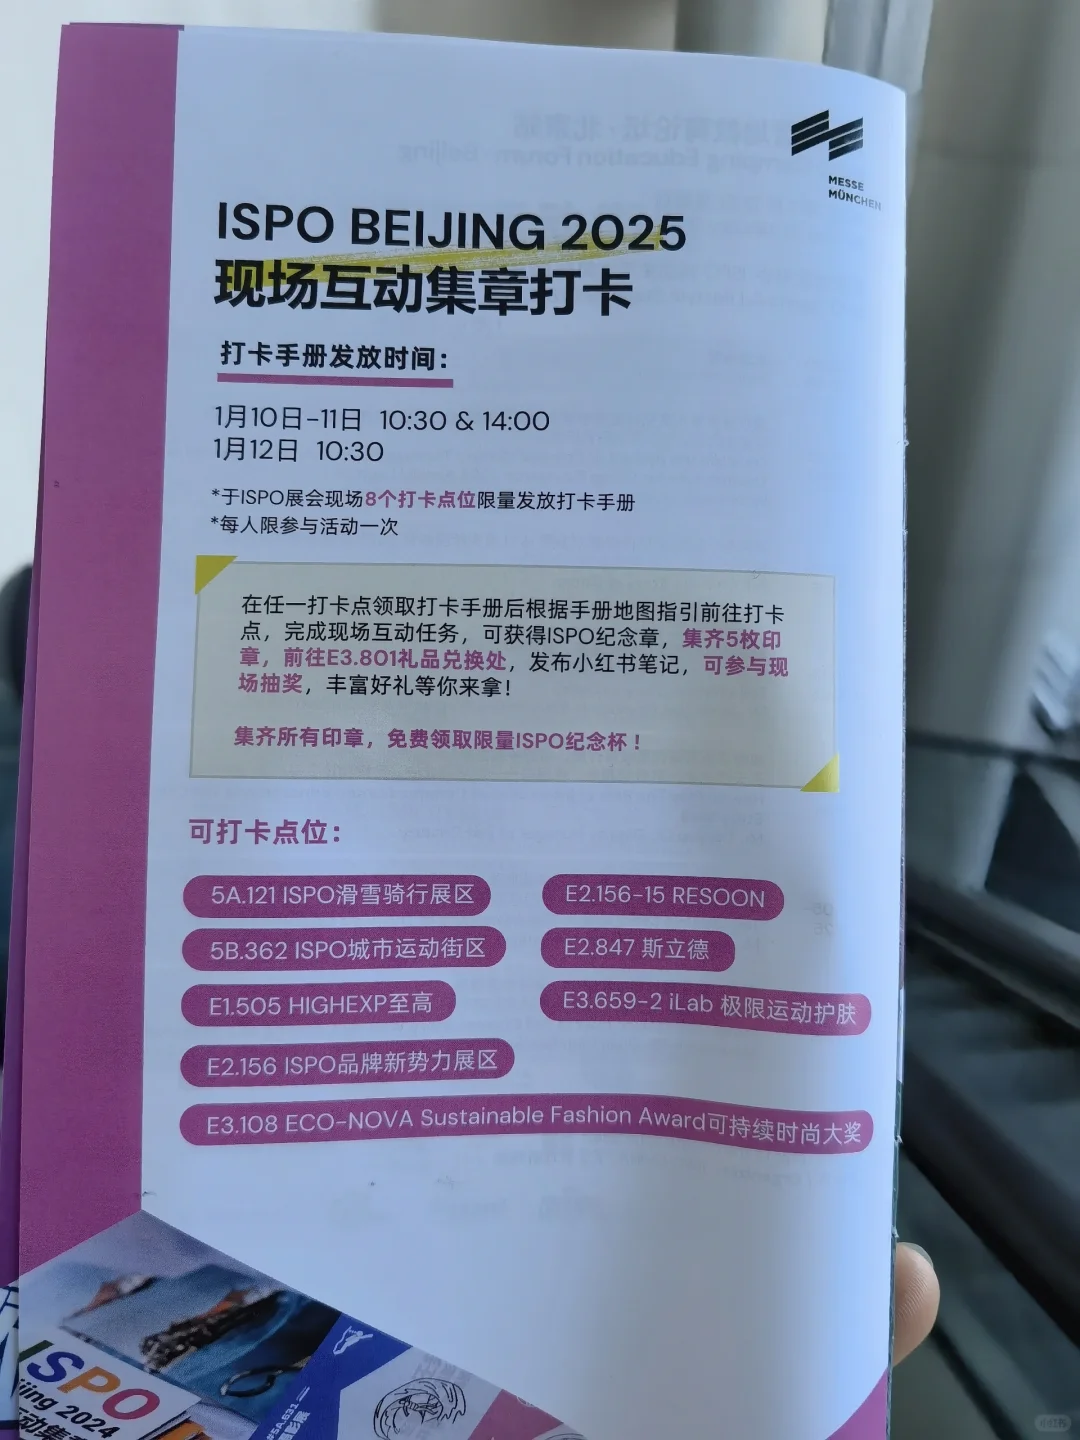 MESSE
MÜNCHEN
ISPO BEIJING 2025
现场互动集章打卡
打卡手册发放时间：
1月10日-11日 10:30 & 14:00
1月12日 10:30
*于ISPO展会现场8个打卡点位限量发放打卡手册
*每人限参与活动一次
在任一打卡点领取打卡手册后根据手册地图指引前往打卡
点，完成现场互动任务，可获得ISPO纪念章，集齐5枚印
章，前往E3.801礼品兑换处，发布小红书笔记，可参与现
场抽奖，丰富好礼等你来拿！
集齐所有印章，免费领取限量ISPO纪念杯！
可打卡点位：
5A.121 ISPO滑雪骑行展区
E2.156-15 RESOON
5B.362 ISPO城市运动街区
E2.847 斯立德
E1.505 HIGHEXP至高
E3.659-2 iLab 极限运动护肤
E2.156 ISPO品牌新势力展区
E3.108 ECO-NOVA Sustainable Fashion Award可持续时尚大奖
ISPO
jing 2024
#5A.631
小红书